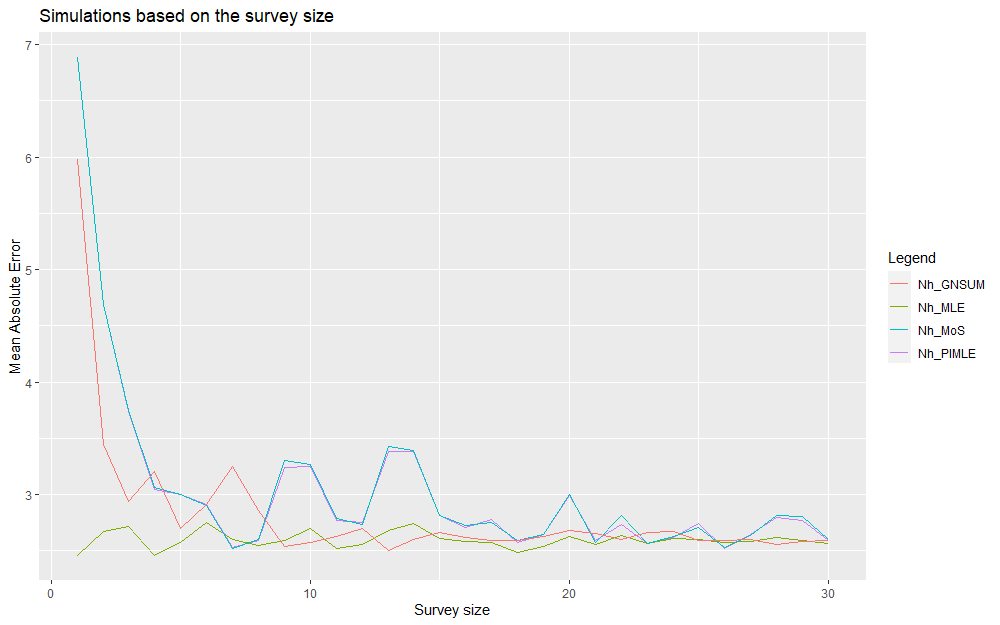 Simulations based on the survey size
7
6
5
4
3
Mean Absolute Error
0
10
20
30
Survey size
Legend
Nh_GNSUM
Nh_MLE
Nh_MoS
Nh_PIMLE